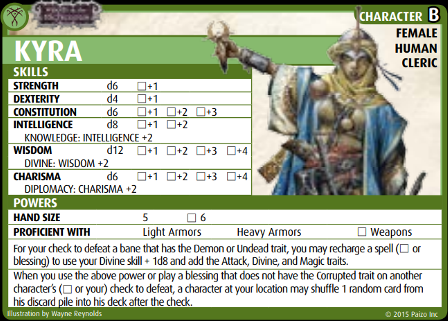 CHARACTER B
FEMALE
HUMAN
CLERIC
KYRA
SKILLS
STRENGTH d6 ☐+1
DEXTERITY d4 ☐+1
CONSTITUTION d6 ☐+1 ☐+2 ☐+3
INTELLIGENCE d8 ☐+1 ☐+2
KNOWLEDGE: INTELLIGENCE +2
WISDOM d12 ☐+1 ☐+2 ☐+3 ☐+4
DIVINE: WISDOM +2
CHARISMA d6 ☐+1 ☐+2 ☐+3 ☐+4
DIPLOMACY: CHARISMA +2
POWERS
HAND SIZE 5 ☐ 6
PROFICIENT WITH Light Armors Heavy Armors ☐ Weapons
For your check to defeat a bane that has the Demon or Undead trait, you may recharge a spell (☐ or
blessing) to use your Divine skill + 1d8 and add the Attack, Divine, and Magic traits.
When you use the above power or play a blessing that does not have the Corrupted trait on another
character's (☐ or your) check to defeat, a character at your location may shuffle 1 random card from
his discard pile into his deck after the check.
Illustration by Wayne Reynolds © 2015 Paizo Inc